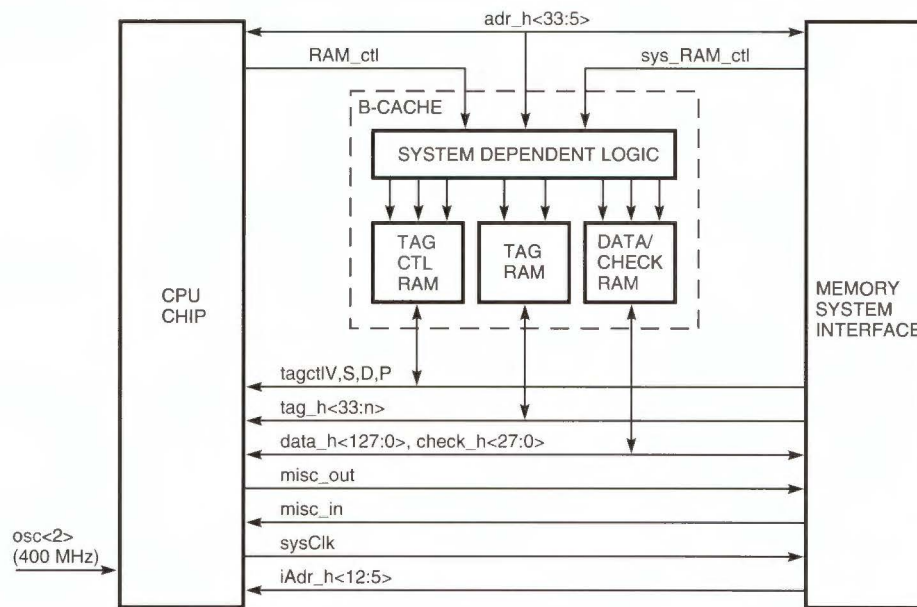 adr_h<33:5>
RAM_ctl
sys_RAM_ctl
B-CACHE
SYSTEM DEPENDENT LOGIC
TAG
CTL
RAM
TAG
RAM
DATA/
CHECK
RAM
CPU
CHIP
MEMORY
SYSTEM
INTERFACE
tagctlV,S,D,P
tag_h<33:n>
data_h<127:0>, check_h<27:0>
misc_out
misc_in
osc<2>
(400 MHz)
sysClk
iAdr_h<12:5>